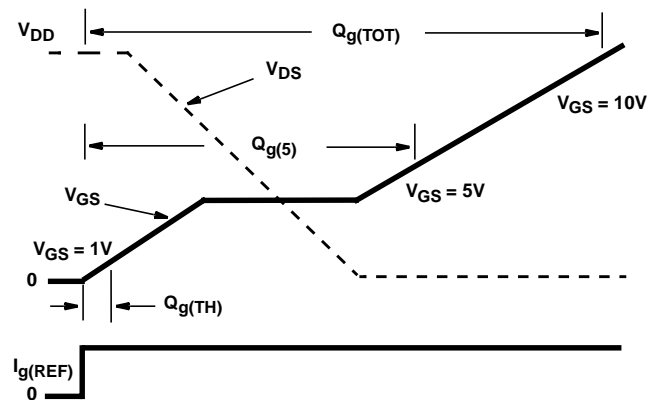 V_DD
Q_g(TOT)
V_DS
V_GS = 10V
Q_g(5)
V_GS
V_GS = 5V
V_GS = 1V
0
Q_g(TH)
I_g(REF)
0